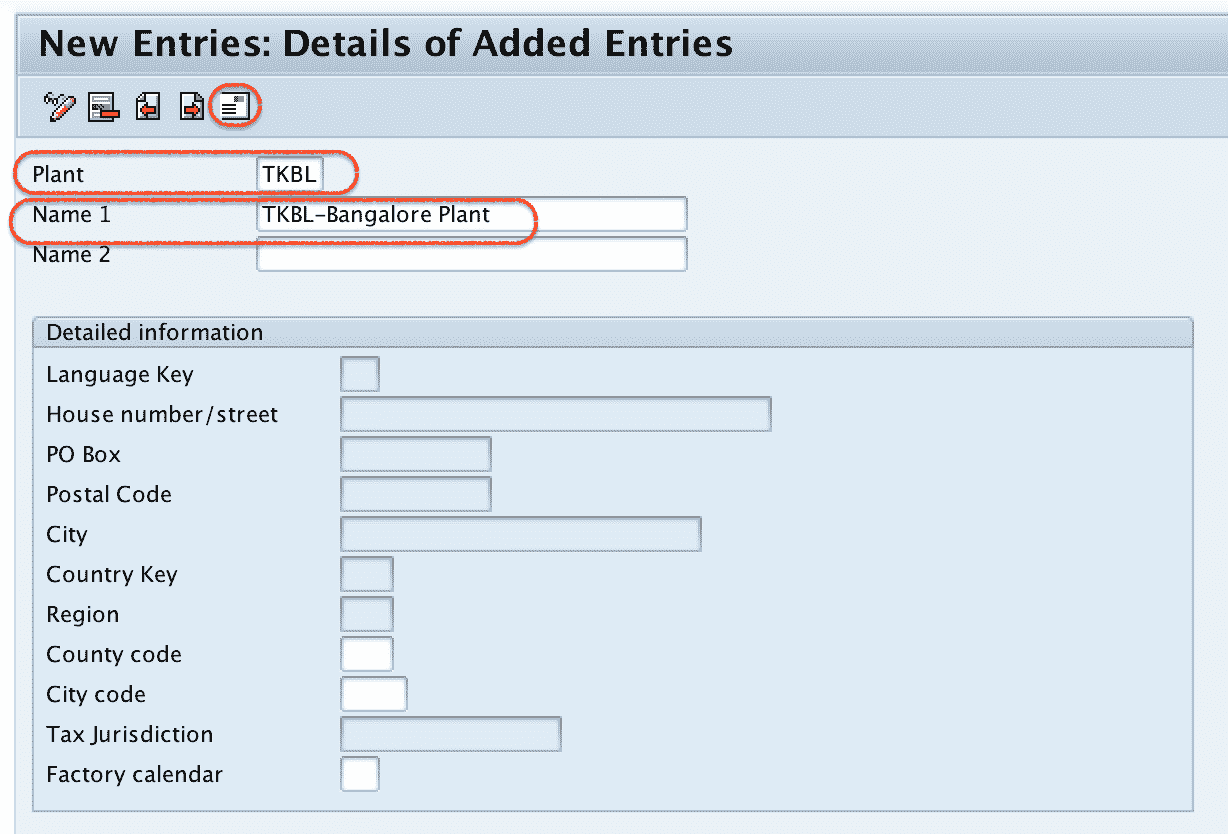 New Entries: Details of Added Entries
Plant TKBL
Name 1 TKBL-Bangalore Plant
Name 2
Detailed information
Language Key
House number/street
PO Box
Postal Code
City
Country Key
Region
County code
City code
Tax Jurisdiction
Factory calendar